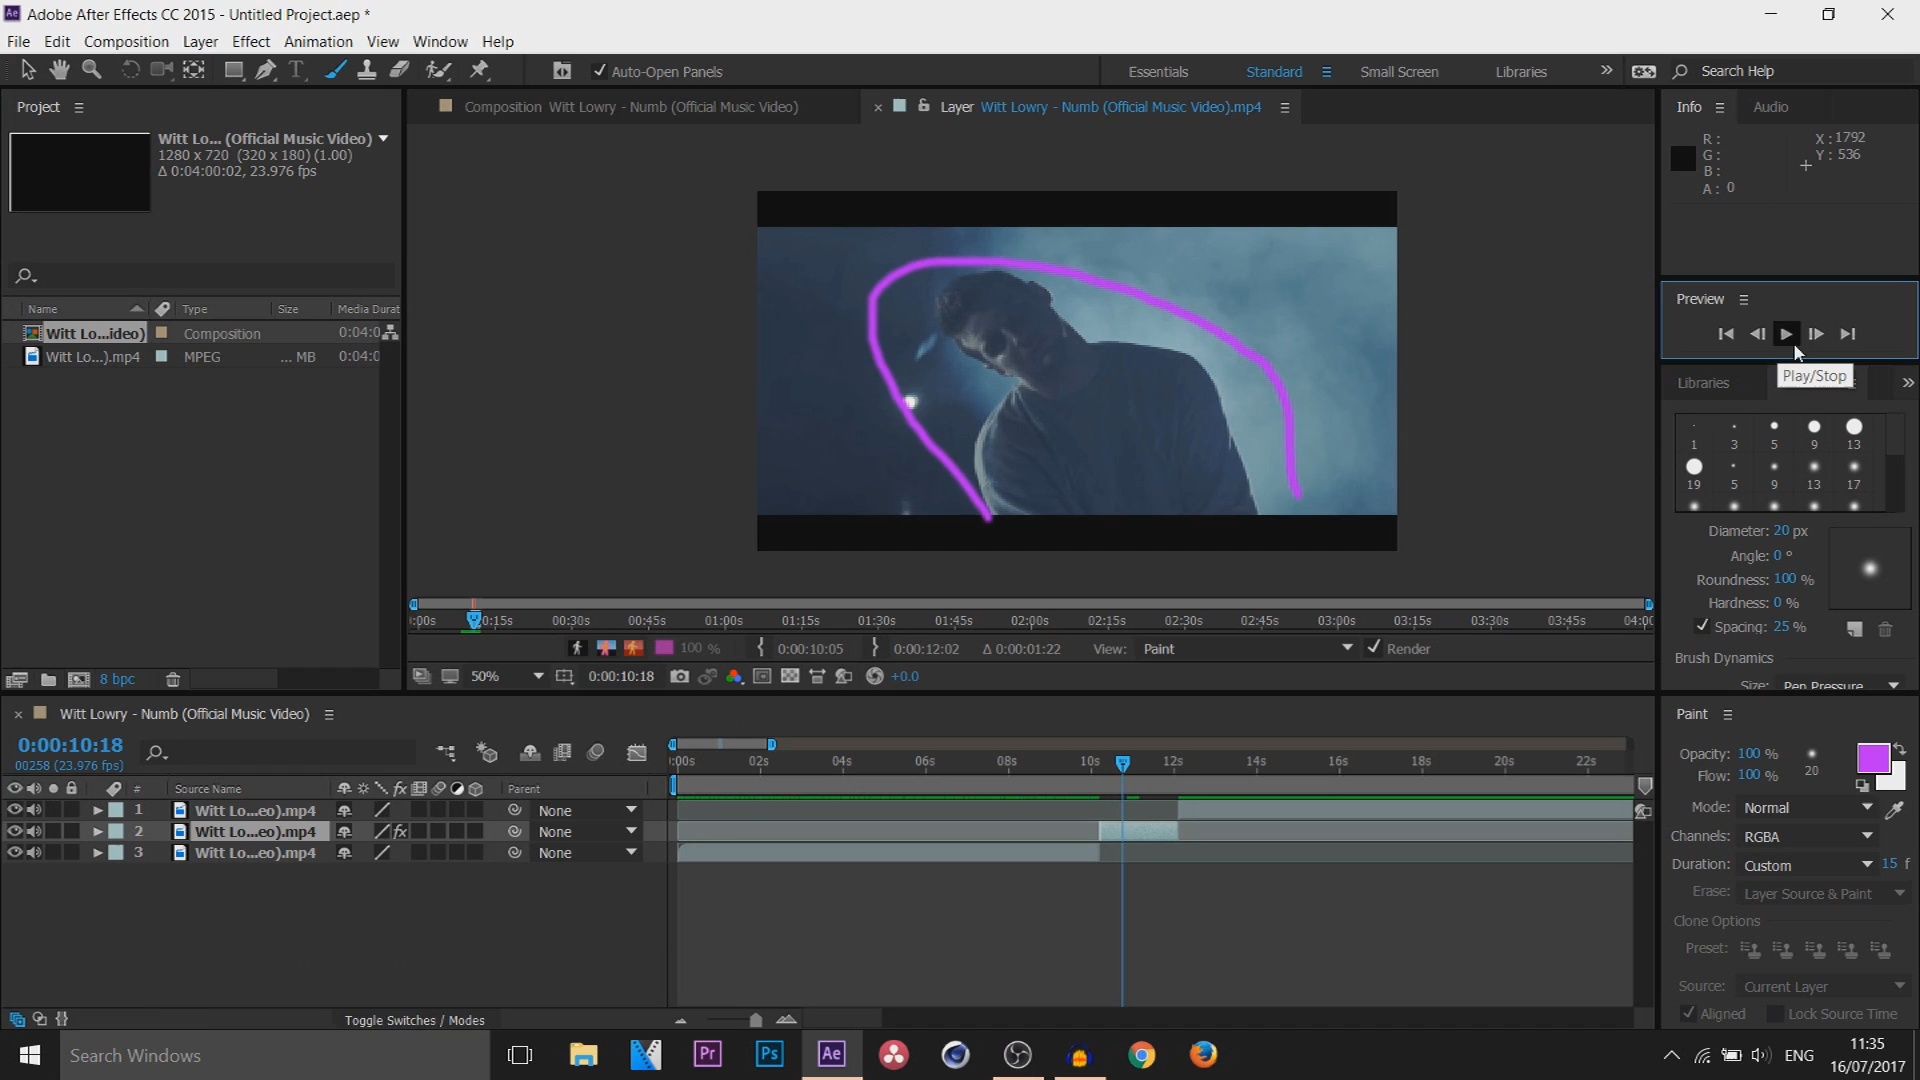 Ae Adobe After Effects CC 2015 - Untitled Project.aep *
File Edit Composition Layer Effect Animation View Window Help
T Auto-Open Panels Essentials Standard Small Screen Libraries Search Help
Project
Composition Witt Lowry - Numb (Official Music Video)
Layer Witt Lowry - Numb (Official Music Video).mp4
Info Audio
Witt Lo... (Official Music Video)
1280 x 720 (320 x 180) (1.00)
Δ 0:04:00:02, 23.976 fps
R :
G :
B :
A : 0
X : 1792
Y : 536
Preview
Play/Stop
Name Type Size Media Durat
Witt Lo...ideo) Composition 0:04:0
Witt Lo...).mp4 MPEG ... MB 0:04:0
Libraries
1 3 5 9 13
19 5 9 13 17
Diameter: 20 px
Angle: 0 °
Roundness: 100 %
Hardness: 0 %
Spacing: 25 %
Brush Dynamics
Size: Pen Pressure
:00s 0:15s 00:30s 00:45s 01:00s 01:15s 01:30s 01:45s 02:00s 02:15s 02:30s 02:45s 03:00s 03:15s 03:30s 03:45s 04:0
100 % 0:00:10:05 0:00:12:02 Δ 0:00:01:22 View: Paint Render
50% 0:00:10:18 +0.0
8 bpc
Witt Lowry - Numb (Official Music Video)
0:00:10:18
00258 (23.976 fps)
:00s 02s 04s 06s 08s 10s 12s 14s 16s 18s 20s 22s
# Source Name fx Parent
1 Witt Lo...eo).mp4 None
2 Witt Lo...eo).mp4 fx None
3 Witt Lo...eo).mp4 None
Toggle Switches / Modes
Paint
Opacity: 100 %
Flow: 100 %
20
Mode: Normal
Channels: RGBA
Duration: Custom 15 f
Erase: Layer Source & Paint
Clone Options
Preset:
Source: Current Layer
Aligned Lock Source Time
Search Windows Pr Ps Ae ENG
11:35
16/07/2017